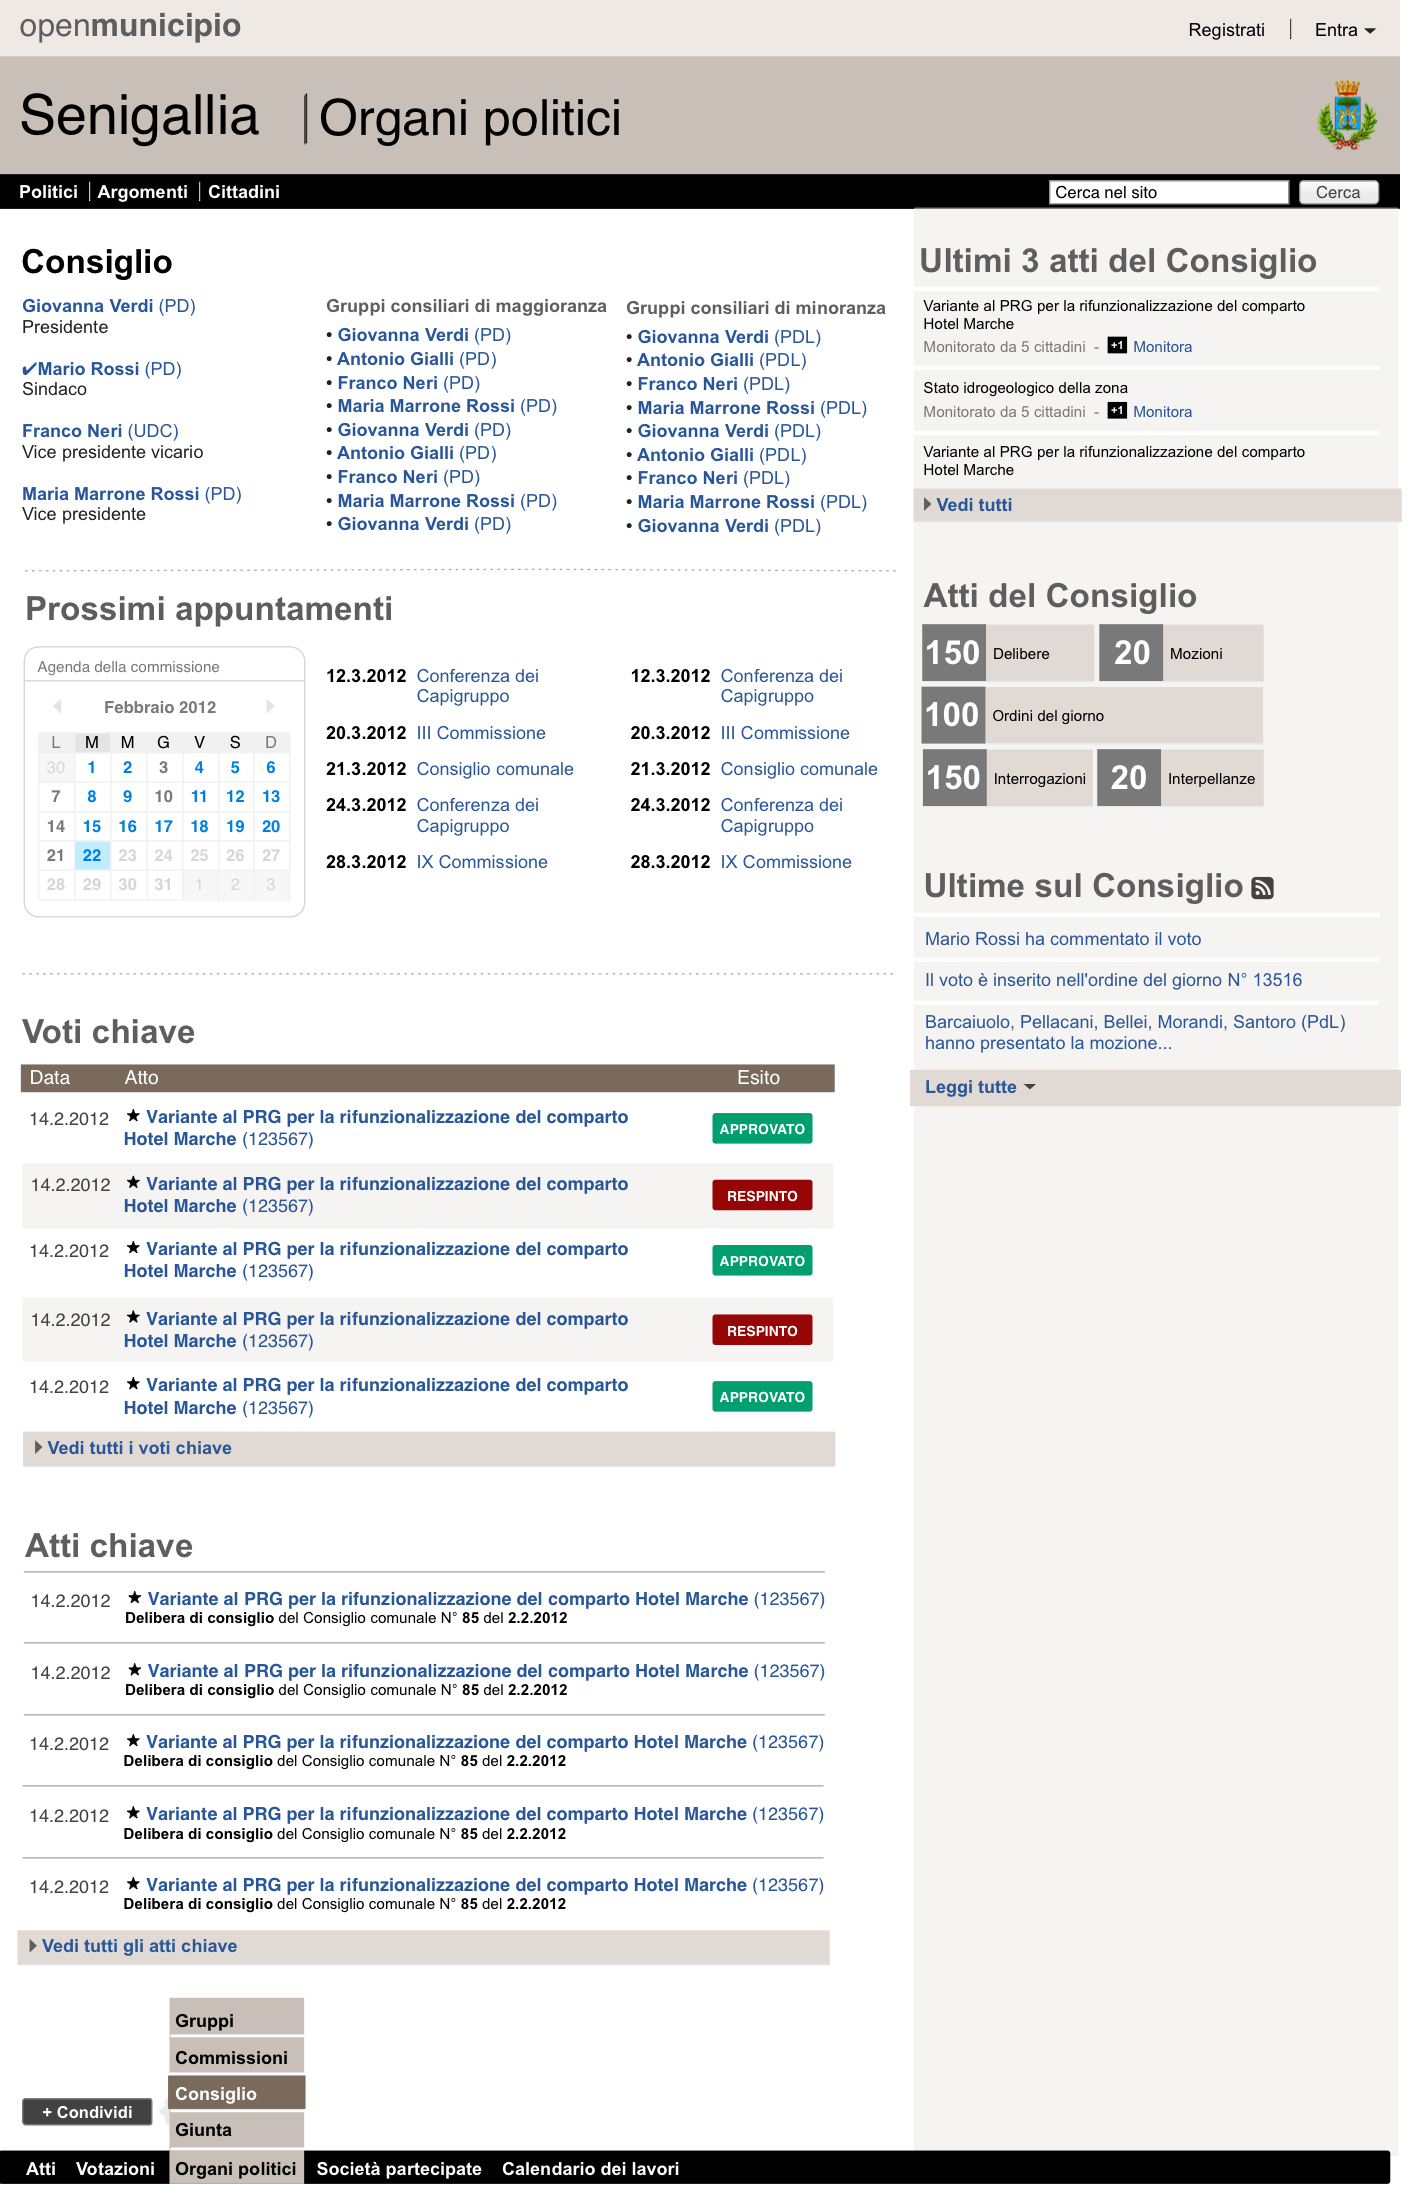 openmunicipio
Registrati
Entra
Senigallia
Organi politici
Politici
Argomenti
Cittadini
Cerca nel sito
Cerca
Consiglio
Giovanna Verdi (PD)
Presidente
✔Mario Rossi (PD)
Sindaco
Franco Neri (UDC)
Vice presidente vicario
Maria Marrone Rossi (PD)
Vice presidente
Gruppi consiliari di maggioranza
• Giovanna Verdi (PD)
• Antonio Gialli (PD)
• Franco Neri (PD)
• Maria Marrone Rossi (PD)
• Giovanna Verdi (PD)
• Antonio Gialli (PD)
• Franco Neri (PD)
• Maria Marrone Rossi (PD)
• Giovanna Verdi (PD)
Gruppi consiliari di minoranza
• Giovanna Verdi (PDL)
• Antonio Gialli (PDL)
• Franco Neri (PDL)
• Maria Marrone Rossi (PDL)
• Giovanna Verdi (PDL)
• Antonio Gialli (PDL)
• Franco Neri (PDL)
• Maria Marrone Rossi (PDL)
• Giovanna Verdi (PDL)
Prossimi appuntamenti
Agenda della commissione
Febbraio 2012
L M M G V S D
30 1 2 3 4 5 6
7 8 9 10 11 12 13
14 15 16 17 18 19 20
21 22 23 24 25 26 27
28 29 30 31 1 2 3
12.3.2012 Conferenza dei
Capigruppo
20.3.2012 III Commissione
21.3.2012 Consiglio comunale
24.3.2012 Conferenza dei
Capigruppo
28.3.2012 IX Commissione
12.3.2012 Conferenza dei
Capigruppo
20.3.2012 III Commissione
21.3.2012 Consiglio comunale
24.3.2012 Conferenza dei
Capigruppo
28.3.2012 IX Commissione
Voti chiave
Data Atto Esito
14.2.2012 ★ Variante al PRG per la rifunzionalizzazione del comparto
Hotel Marche (123567)
APPROVATO
14.2.2012 ★ Variante al PRG per la rifunzionalizzazione del comparto
Hotel Marche (123567)
RESPINTO
14.2.2012 ★ Variante al PRG per la rifunzionalizzazione del comparto
Hotel Marche (123567)
APPROVATO
14.2.2012 ★ Variante al PRG per la rifunzionalizzazione del comparto
Hotel Marche (123567)
RESPINTO
14.2.2012 ★ Variante al PRG per la rifunzionalizzazione del comparto
Hotel Marche (123567)
APPROVATO
Vedi tutti i voti chiave
Atti chiave
14.2.2012 ★ Variante al PRG per la rifunzionalizzazione del comparto Hotel Marche (123567)
Delibera di consiglio del Consiglio comunale N° 85 del 2.2.2012
14.2.2012 ★ Variante al PRG per la rifunzionalizzazione del comparto Hotel Marche (123567)
Delibera di consiglio del Consiglio comunale N° 85 del 2.2.2012
14.2.2012 ★ Variante al PRG per la rifunzionalizzazione del comparto Hotel Marche (123567)
Delibera di consiglio del Consiglio comunale N° 85 del 2.2.2012
14.2.2012 ★ Variante al PRG per la rifunzionalizzazione del comparto Hotel Marche (123567)
Delibera di consiglio del Consiglio comunale N° 85 del 2.2.2012
14.2.2012 ★ Variante al PRG per la rifunzionalizzazione del comparto Hotel Marche (123567)
Delibera di consiglio del Consiglio comunale N° 85 del 2.2.2012
Vedi tutti gli atti chiave
Ultimi 3 atti del Consiglio
Variante al PRG per la rifunzionalizzazione del comparto
Hotel Marche
Monitorato da 5 cittadini - +1 Monitora
Stato idrogeologico della zona
Monitorato da 5 cittadini - +1 Monitora
Variante al PRG per la rifunzionalizzazione del comparto
Hotel Marche
Vedi tutti
Atti del Consiglio
150 Delibere
20 Mozioni
100 Ordini del giorno
150 Interrogazioni
20 Interpellanze
Ultime sul Consiglio
Mario Rossi ha commentato il voto
Il voto è inserito nell'ordine del giorno N° 13516
Barcaiuolo, Pellacani, Bellei, Morandi, Santoro (PdL)
hanno presentato la mozione...
Leggi tutte
+ Condividi
Gruppi
Commissioni
Consiglio
Giunta
Atti
Votazioni
Organi politici
Società partecipate
Calendario dei lavori